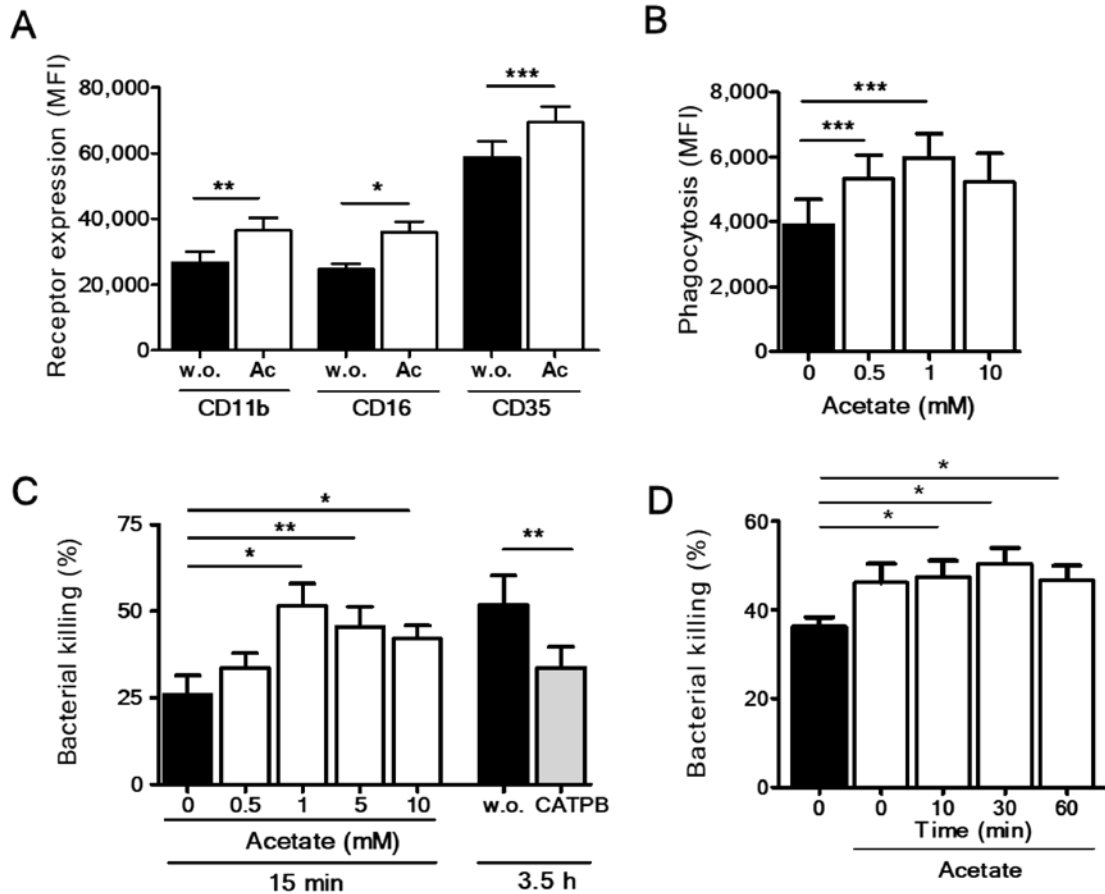 A
Receptor expression (MFI)
80,000
60,000
40,000
20,000
0
**
*
***
w.o. Ac w.o. Ac w.o. Ac
CD11b CD16 CD35
B
Phagocytosis (MFI)
8,000
6,000
4,000
2,000
0
***
***
0 0.5 1 10
Acetate (mM)
C
Bacterial killing (%)
75
50
25
0
*
**
*
**
0 0.5 1 5 10 w.o. CATPB
Acetate (mM)
15 min 3.5 h
D
Bacterial killing (%)
60
40
20
0
*
*
*
0 0 10 30 60
Time (min)
Acetate